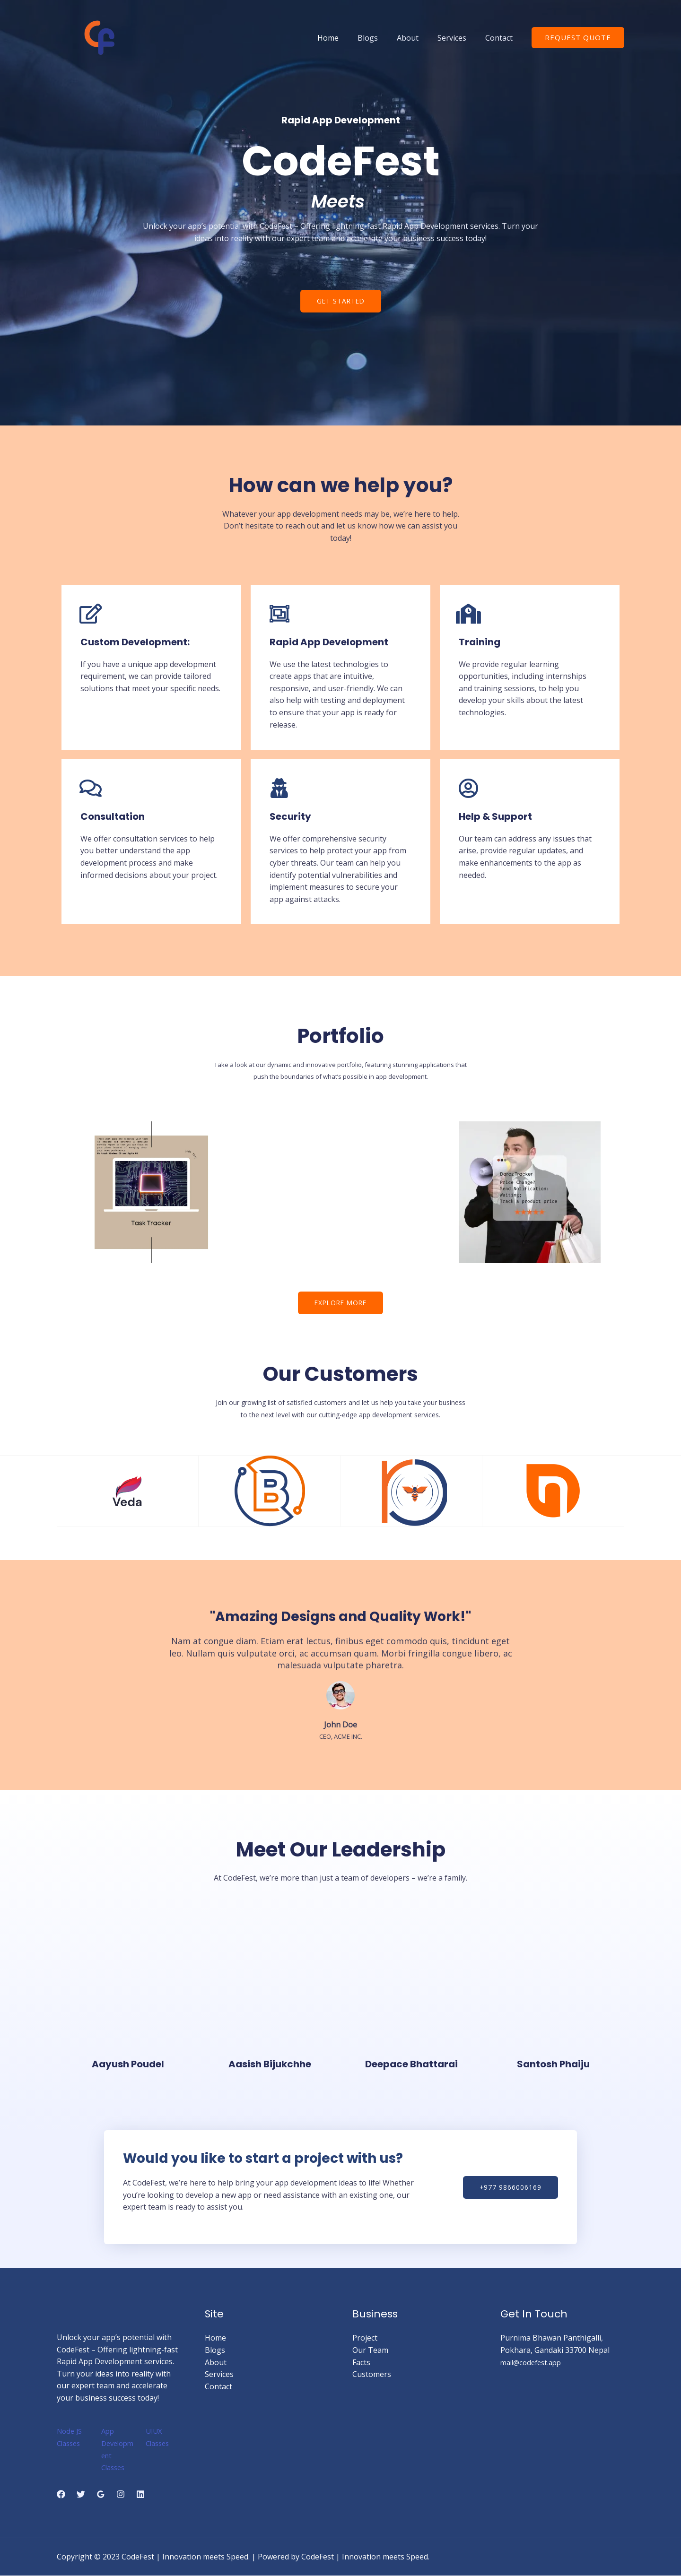 Home
Blogs
About
Services
Contact
REQUEST QUOTE
Rapid App Development
CodeFest
Meets
Unlock your app's potential with CodeFest – Offering lightning-fast Rapid App Development services. Turn your
ideas into reality with our expert team and accelerate your business success today!
GET STARTED
How can we help you?
Whatever your app development needs may be, we're here to help.
Don't hesitate to reach out and let us know how we can assist you
today!
Custom Development:
If you have a unique app development
requirement, we can provide tailored
solutions that meet your specific needs.
Rapid App Development
We use the latest technologies to
create apps that are intuitive,
responsive, and user-friendly. We can
also help with testing and deployment
to ensure that your app is ready for
release.
Training
We provide regular learning
opportunities, including internships
and training sessions, to help you
develop your skills about the latest
technologies.
Consultation
We offer consultation services to help
you better understand the app
development process and make
informed decisions about your project.
Security
We offer comprehensive security
services to help protect your app from
cyber threats. Our team can help you
identify potential vulnerabilities and
implement measures to secure your
app against attacks.
Help & Support
Our team can address any issues that
arise, provide regular updates, and
make enhancements to the app as
needed.
Portfolio
Take a look at our dynamic and innovative portfolio, featuring stunning applications that
push the boundaries of what's possible in app development.
Task Tracker
Daraz Tracker
Price Change?
Send Notification!
Waiting!
Track a product price
EXPLORE MORE
Our Customers
Join our growing list of satisfied customers and let us help you take your business
to the next level with our cutting-edge app development services.
Veda
"Amazing Designs and Quality Work!"
Nam at congue diam. Etiam erat lectus, finibus eget commodo quis, tincidunt eget
leo. Nullam quis vulputate orci, ac accumsan quam. Morbi fringilla congue libero, ac
malesuada vulputate pharetra.
John Doe
CEO, ACME INC.
Meet Our Leadership
At CodeFest, we're more than just a team of developers – we're a family.
Aayush Poudel
Aasish Bijukchhe
Deepace Bhattarai
Santosh Phaiju
Would you like to start a project with us?
At CodeFest, we're here to help bring your app development ideas to life! Whether
you're looking to develop a new app or need assistance with an existing one, our
expert team is ready to assist you.
+977 9866006169
Unlock your app's potential with
CodeFest – Offering lightning-fast
Rapid App Development services.
Turn your ideas into reality with
our expert team and accelerate
your business success today!
Node JS
Classes
App
Developm
ent
Classes
UIUX
Classes
Site
Home
Blogs
About
Services
Contact
Business
Project
Our Team
Facts
Customers
Get In Touch
Purnima Bhawan Panthigalli,
Pokhara, Gandaki 33700 Nepal
mail@codefest.app
Copyright © 2023 CodeFest | Innovation meets Speed. | Powered by CodeFest | Innovation meets Speed.